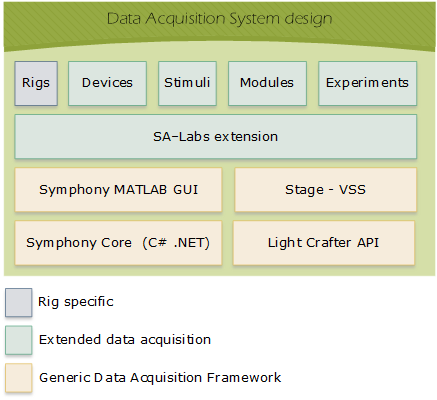 Data Acquisition System design
Rigs Devices Stimuli Modules Experiments
SA-Labs extension
Symphony MATLAB GUI Stage - VSS
Symphony Core (C# .NET) Light Crafter API
Rig specific
Extended data acquisition
Generic Data Acquisition Framework